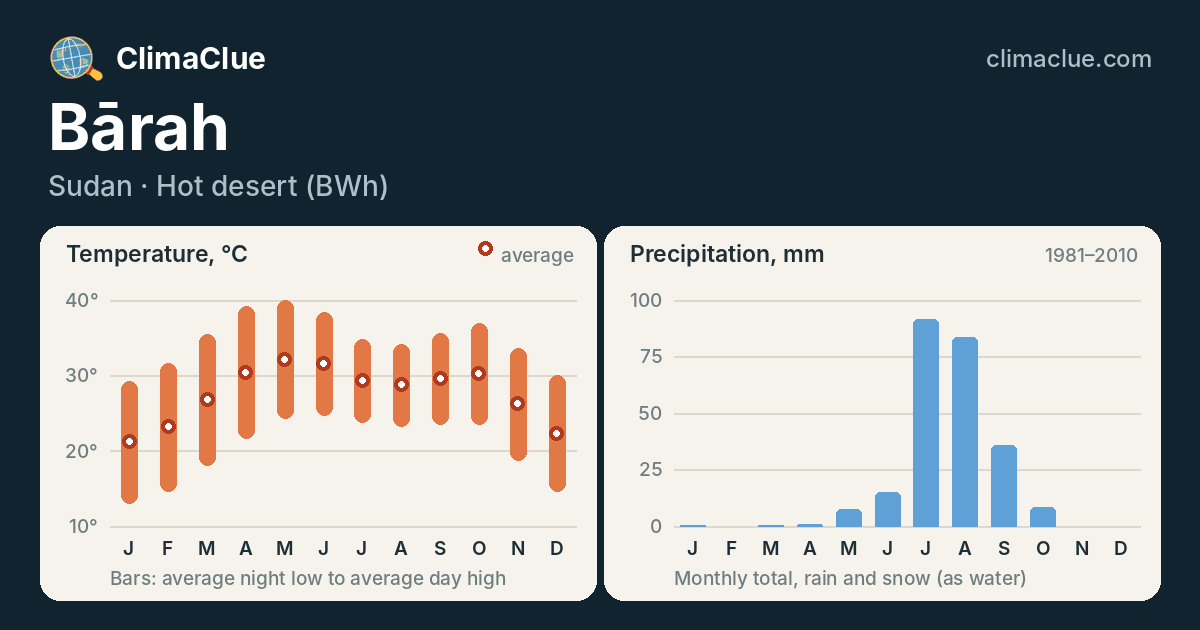 ClimaClue
climaclue.com
Bārah
Sudan · Hot desert (BWh)
Temperature, °C
average
40°
30°
20°
10°
J F M A M J J A S O N D
Bars: average night low to average day high
Precipitation, mm
1981–2010
100
75
50
25
0
J F M A M J J A S O N D
Monthly total, rain and snow (as water)